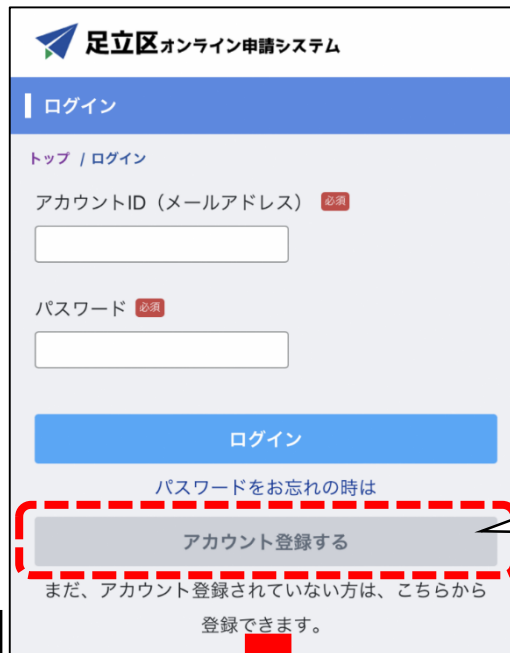 足立区オンライン申請システム
ログイン
トップ / ログイン
アカウントID（メールアドレス） 必須
パスワード 必須
ログイン
パスワードをお忘れの時は
アカウント登録する
まだ、アカウント登録されていない方は、こちらから
登録できます。